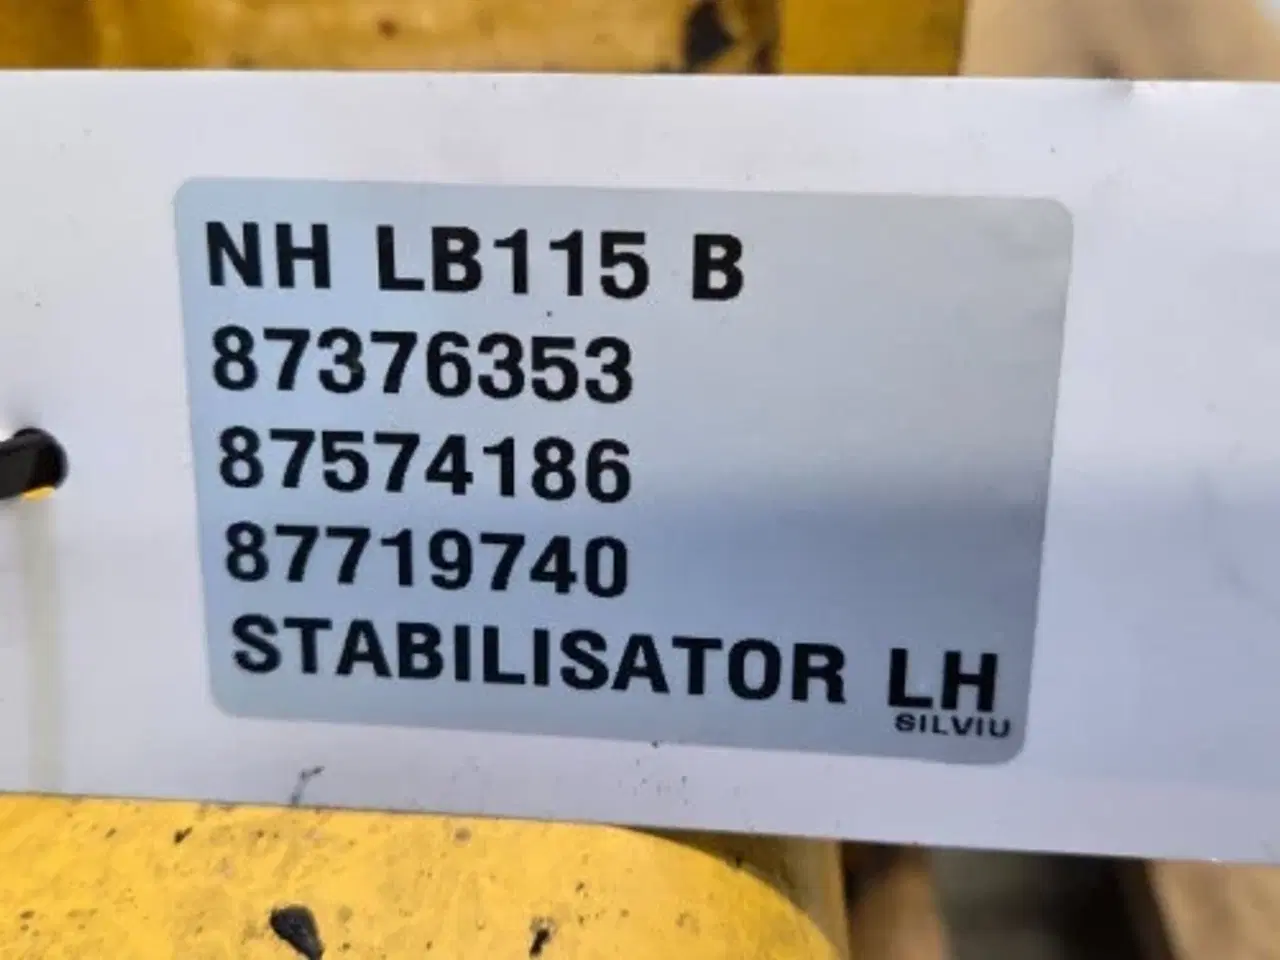 NH LB115 B
87376353
87574186
87719740
STABILISATOR LH
SILVIU